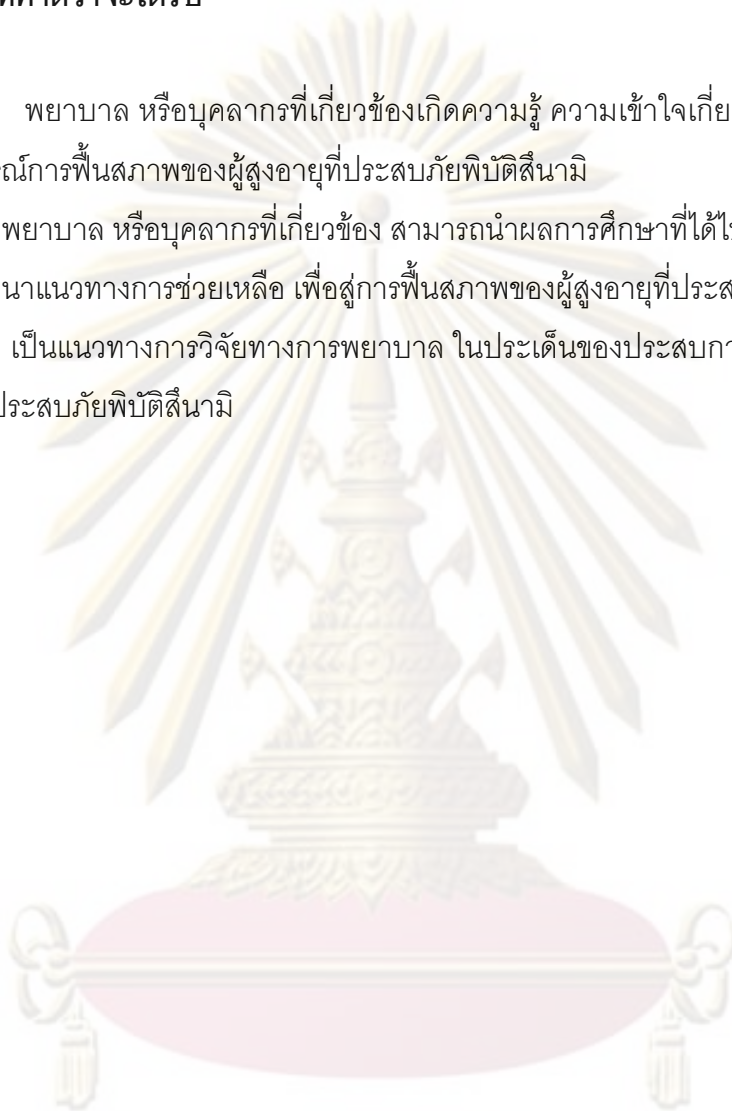 พยาบาล หรือบุคลากรที่เกี่ยวข้องเกิดความรู้ ความเข้าใจเกี่ย
ณ์การฟื้นสภาพของผู้สูงอายุที่ประสบภัยพิบัติสึนามิ
พยาบาล หรือบุคลากรที่เกี่ยวข้อง สามารถนำผลการศึกษาที่ได้ไ
นาแนวทางการช่วยเหลือ เพื่อสู่การฟื้นสภาพของผู้สูงอายุที่ประส
เป็นแนวทางการวิจัยทางการพยาบาล ในประเด็นของประสบกา
ประสบภัยพิบัติสึนามิ